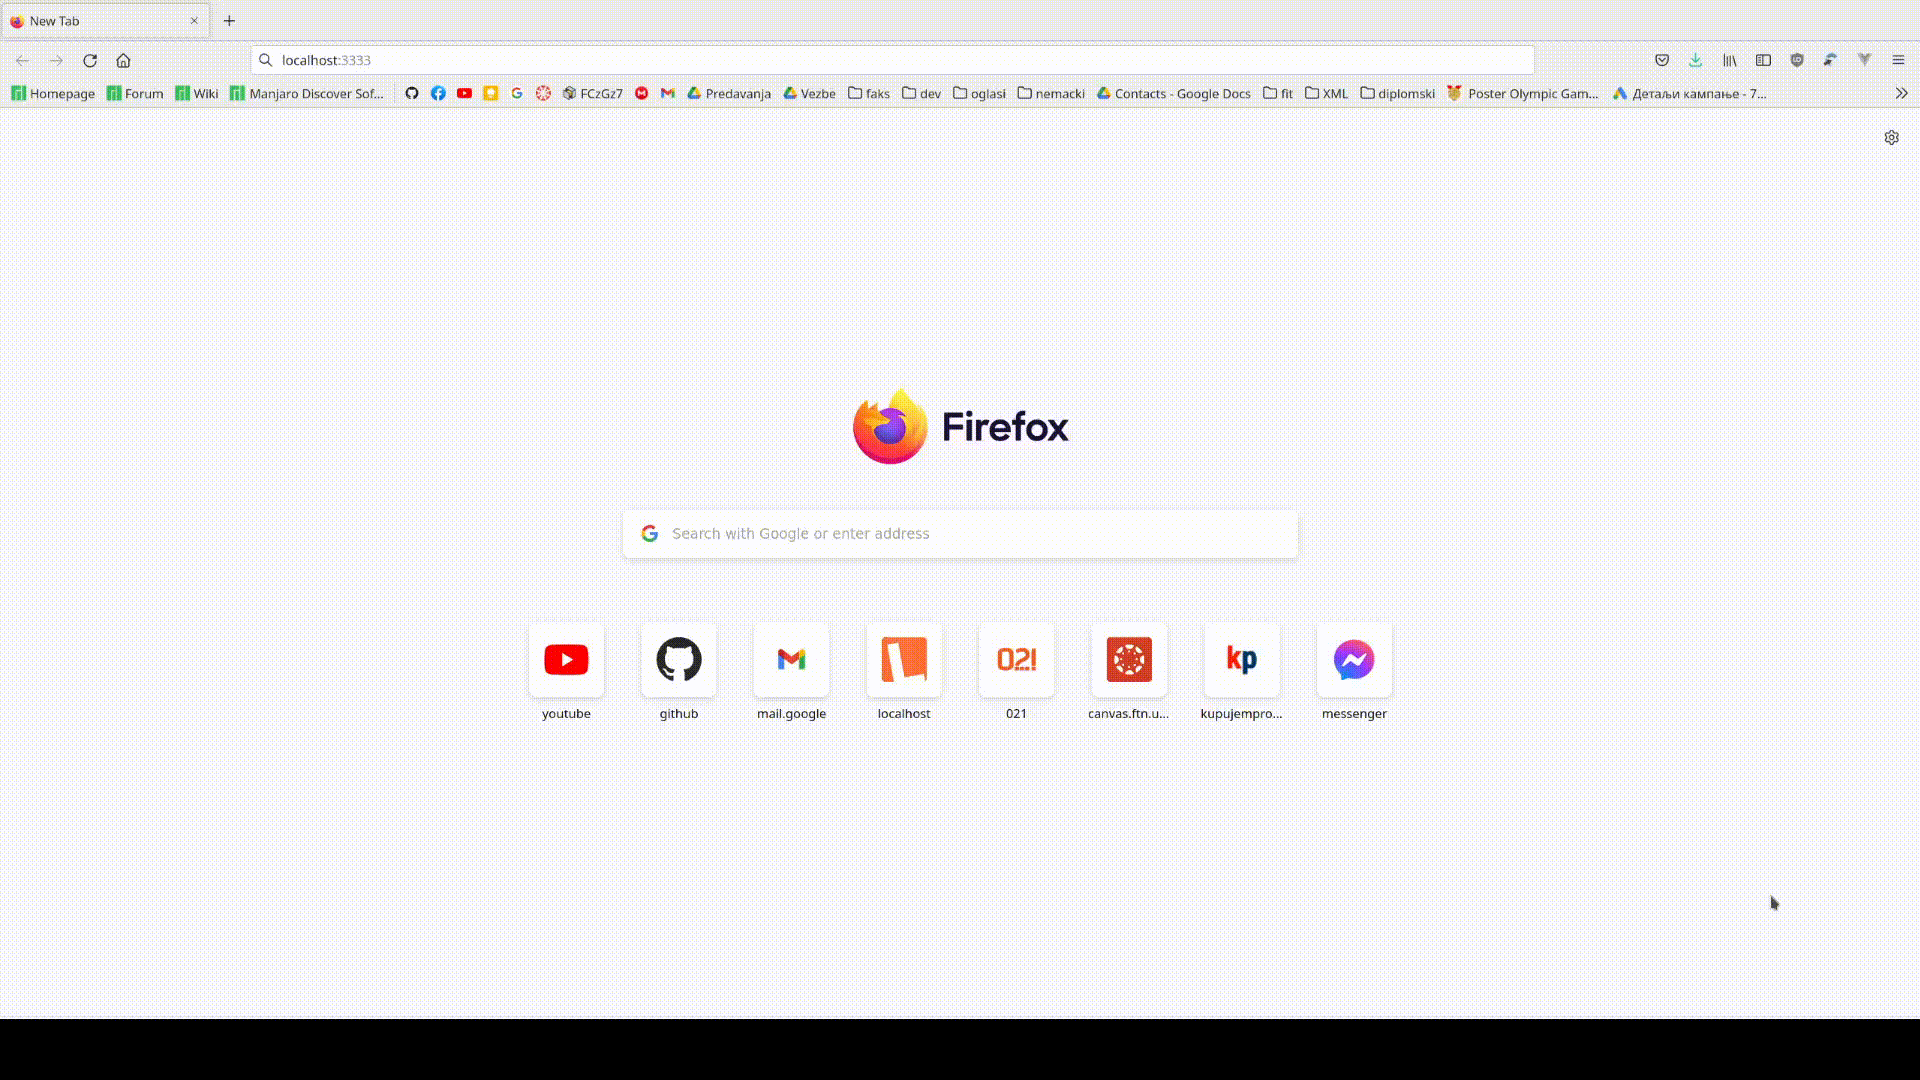 New Tab
localhost:3333
Homepage Forum Wiki Manjaro Discover Sof... FCzGz7 Predavanja Vezbe faks dev oglasi nemacki Contacts - Google Docs fit XML diplomski Poster Olympic Gam... Детаљи кампање - 7...
Firefox
Search with Google or enter address
02!
kp
youtube github mail.google localhost 021 canvas.ftn.u... kupujempro... messenger